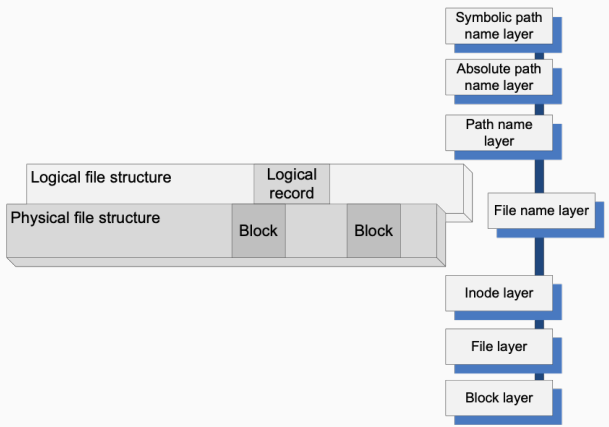 Symbolic path
name layer
Absolute path
name layer
Path name
layer
Logical file structure
Logical
record
Physical file structure
Block
Block
File name layer
Inode layer
File layer
Block layer